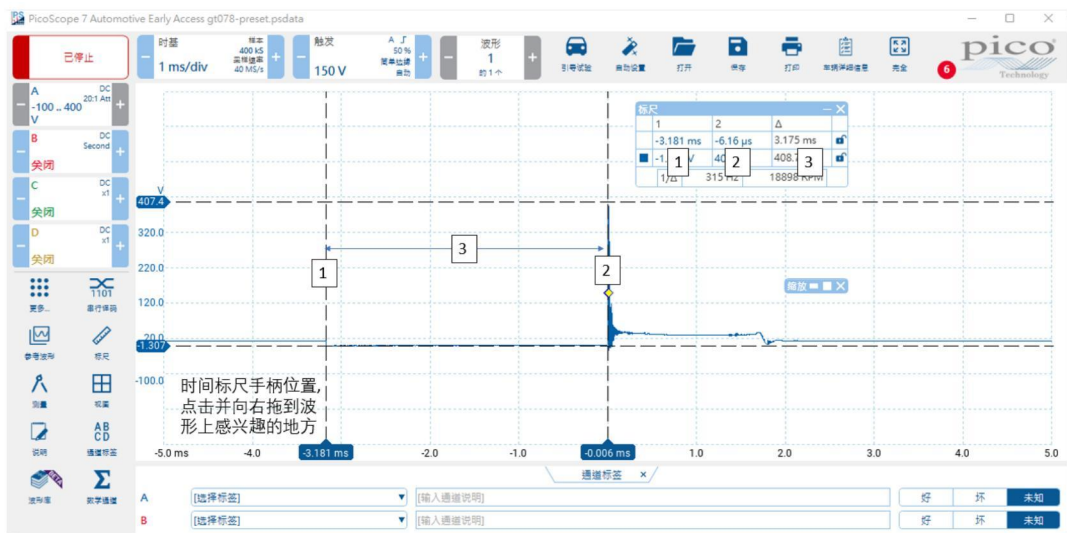 PicoScope 7 Automotive Early Access gt078-preset.psdata
已停止
时基
1 ms/div
样本
400 kS
采样速率
40 MS/s
触发
150 V
A
50 %
简单边缘
自动
波形
1
的 1 个
引导试验
自动设置
打开
保存
打印
车辆详细信息
完全
6
pico
Technology
A
DC
20:1 Att
-100 .. 400
V
B
DC
Second
关闭
C
DC
x1
关闭
D
DC
x1
关闭
更多...
串行译码
1101
参考波形
标尺
测量
视窗
说明
AB
CD
通道标签
波形库
BETA
数学通道
V
407.4
320.0
220.0
120.0
20.0
-1.307
-100.0
标尺
1 2 Δ
-3.181 ms -6.16 µs 3.175 ms
1 2 3
1/Δ 315 Hz 18898 RPM
缩放
1
3
2
时间标尺手柄位置,
点击并向右拖到波
形上感兴趣的地方
-5.0 ms -4.0 -3.181 ms -2.0 -1.0 -0.006 ms 1.0 2.0 3.0 4.0 5.0
通道标签 ×
A [选择标签] [输入通道说明] 好 坏 未知
B [选择标签] [输入通道说明] 好 坏 未知